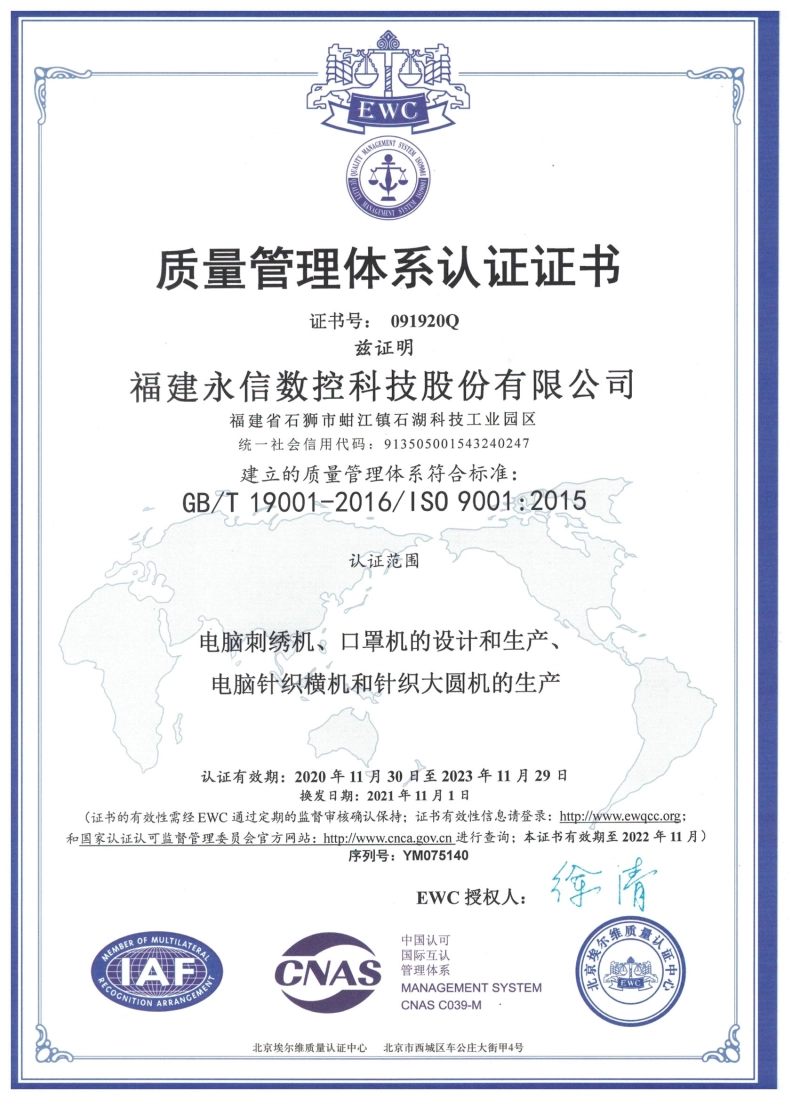 EWC
QUALITY MANAGEMENT SYSTEM ISO9001
QUALITY MANAGEMENT SYSTEM ISO9001
质量管理体系认证证书
证书号： 091920Q
兹证明
福建永信数控科技股份有限公司
福建省石狮市蚶江镇石湖科技工业园区
统一社会信用代码：913505001543240247
建立的质量管理体系符合标准：
GB/T 19001-2016/ISO 9001:2015
认证范围
电脑刺绣机、口罩机的设计和生产、
电脑针织横机和针织大圆机的生产
认证有效期：2020 年 11 月 30 日至 2023 年 11 月 29 日
换发日期：2021 年 11 月 1 日
（证书的有效性需经 EWC 通过定期的监督审核确认保持；证书有效性信息请登录：http://www.ewqcc.org；
和国家认证认可监督管理委员会官方网站：http://www.cnca.gov.cn 进行查询；本证书有效期至 2022 年 11 月）
序列号：YM075140
EWC 授权人：
徐清
MEMBER OF MULTILATERAL
IAF
RECOGNITION ARRANGEMENT
CNAS
中国认可
国际互认
管理体系
MANAGEMENT SYSTEM
CNAS C039-M
北京埃尔维质量认证中心
EWC
北京埃尔维质量认证中心 北京市西城区车公庄大街甲4号